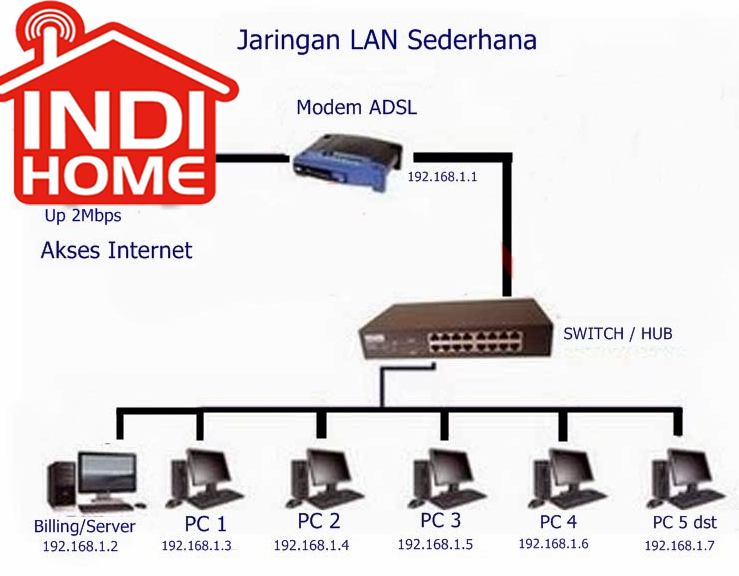 Jaringan LAN Sederhana
INDI
HOME
Modem ADSL
192.168.1.1
Up 2Mbps
Akses Internet
SWITCH / HUB
Billing/Server
192.168.1.2
PC 1
192.168.1.3
PC 2
192.168.1.4
PC 3
192.168.1.5
PC 4
192.168.1.6
PC 5 dst
192.168.1.7